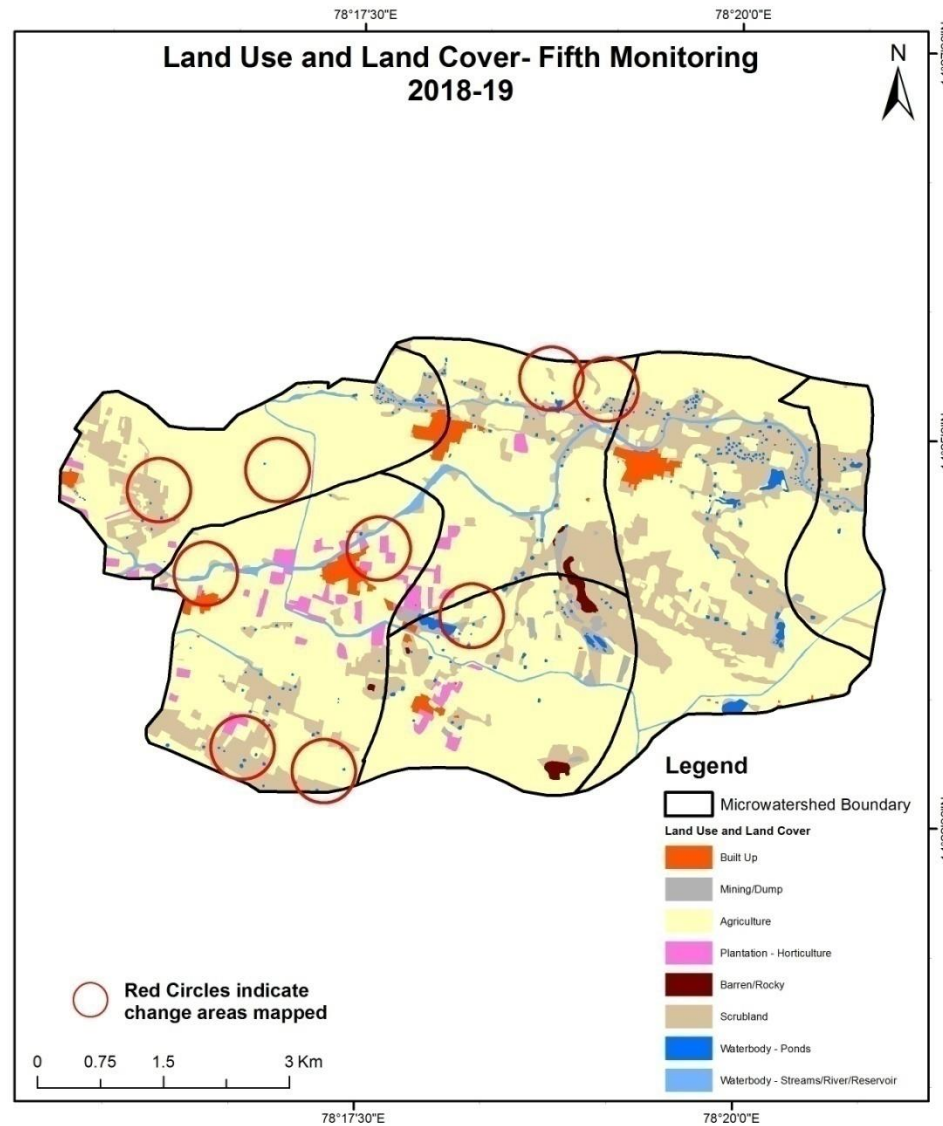 78°17'30"E 78°20'0"E
Land Use and Land Cover- Fifth Monitoring
2018-19
N
Legend
Microwatershed Boundary
Land Use and Land Cover
Built Up
Mining/Dump
Agriculture
Plantation - Horticulture
Barren/Rocky
Scrubland
Waterbody - Ponds
Waterbody - Streams/River/Reservoir
Red Circles indicate
change areas mapped
0 0.75 1.5 3 Km
78°17'30"E 78°20'0"E